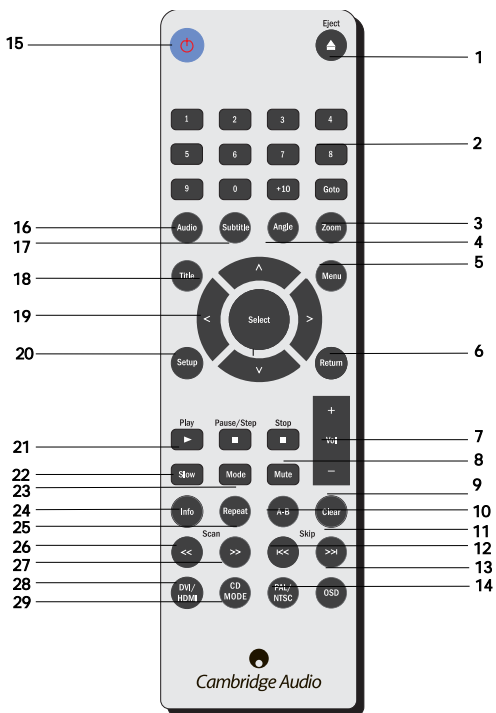 Eject
15
1
1 2 3 4
2
5 6 7 8
9 0 +10 Goto
16 Audio Subtitle Angle Zoom 3
17 4
5
18 Title Menu
19 < ^ Select > v
20 Setup Return 6
+
Play Pause/Step Stop
21 Vol 7
8
22 Slow Mode Mute −
23 9
24 Info Repeat A-B Clear 10
25 11
Scan Skip
26 << >> |<< >>| 12
27 13
28 DVI/HDMI CD MODE PAL/NTSC OSD 14
29
Cambridge Audio